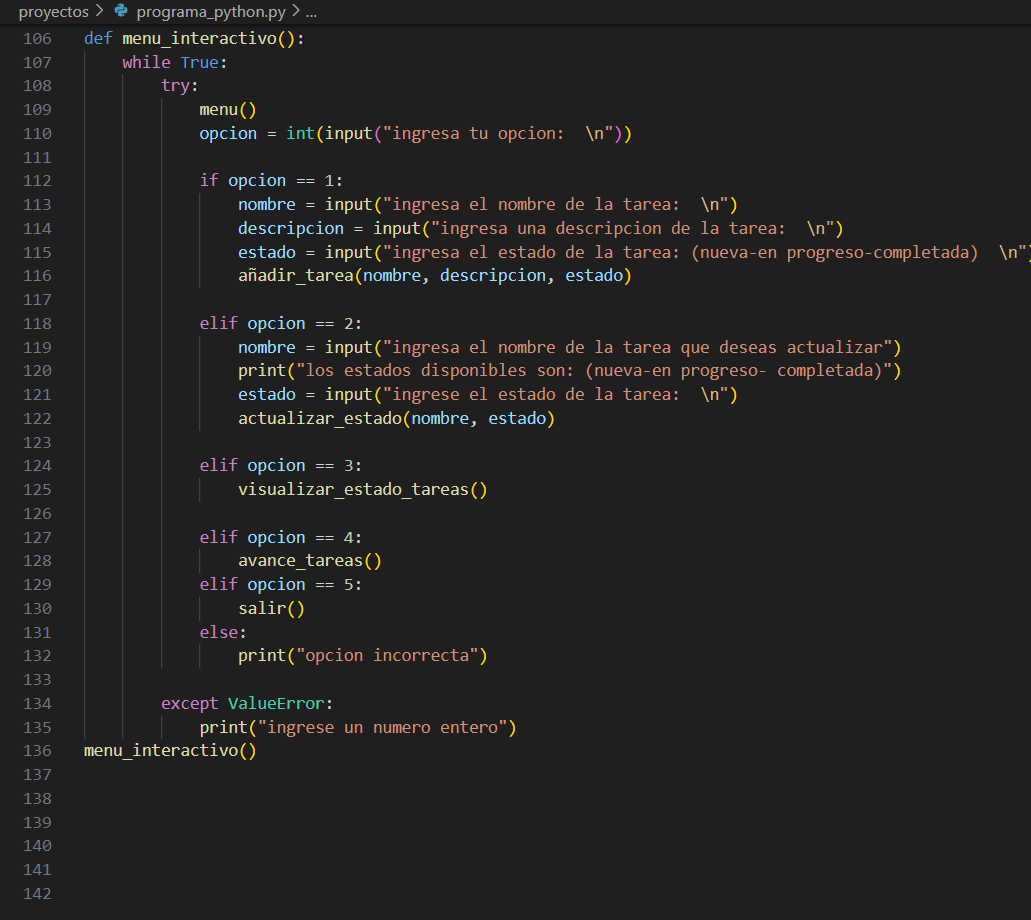 proyectos > programa_python.py > ...
106 def menu_interactivo():
107     while True:
108         try:
109             menu()
110             opcion = int(input("ingresa tu opcion:  \n"))
111
112             if opcion == 1:
113                 nombre = input("ingresa el nombre de la tarea:  \n")
114                 descripcion = input("ingresa una descripcion de la tarea:  \n")
115                 estado = input("ingresa el estado de la tarea: (nueva-en progreso-completada)  \n")
116                 añadir_tarea(nombre, descripcion, estado)
117
118             elif opcion == 2:
119                 nombre = input("ingresa el nombre de la tarea que deseas actualizar")
120                 print("los estados disponibles son: (nueva-en progreso- completada)")
121                 estado = input("ingrese el estado de la tarea:  \n")
122                 actualizar_estado(nombre, estado)
123
124             elif opcion == 3:
125                 visualizar_estado_tareas()
126
127             elif opcion == 4:
128                 avance_tareas()
129             elif opcion == 5:
130                 salir()
131             else:
132                 print("opcion incorrecta")
133
134         except ValueError:
135             print("ingrese un numero entero")
136 menu_interactivo()
137
138
139
140
141
142